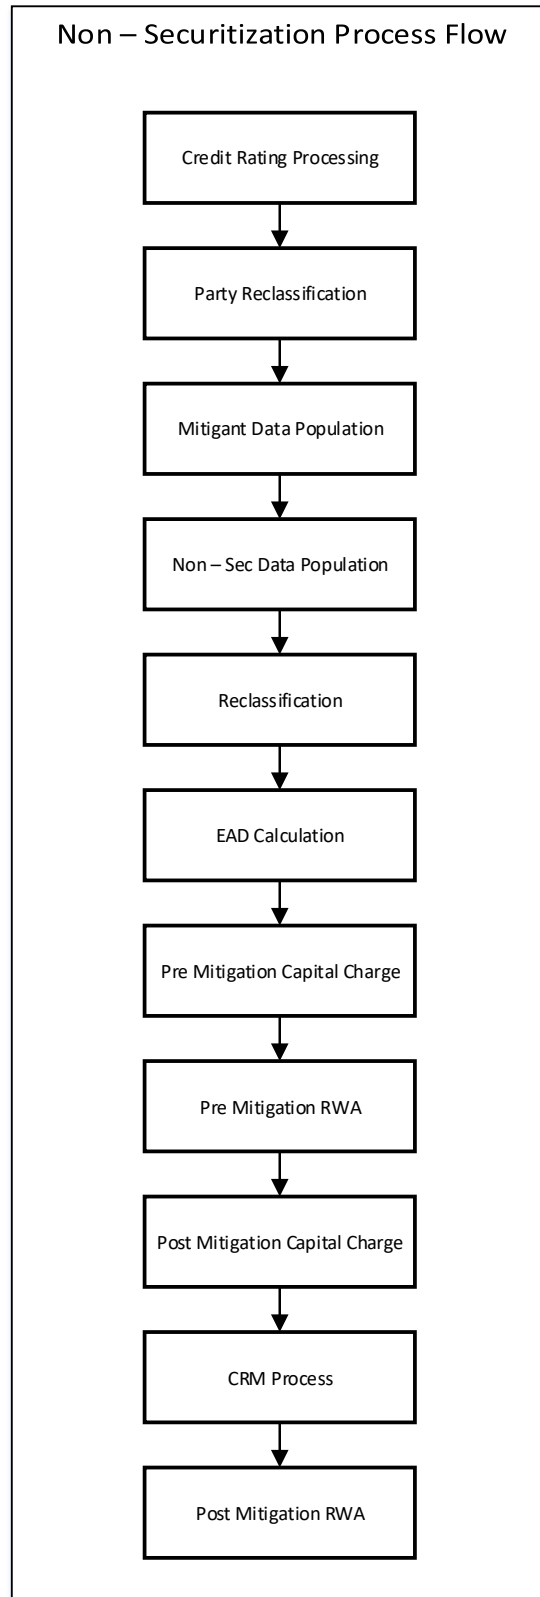 Non – Securitization Process Flow
Credit Rating Processing
Party Reclassification
Mitigant Data Population
Non – Sec Data Population
Reclassification
EAD Calculation
Pre Mitigation Capital Charge
Pre Mitigation RWA
Post Mitigation Capital Charge
CRM Process
Post Mitigation RWA